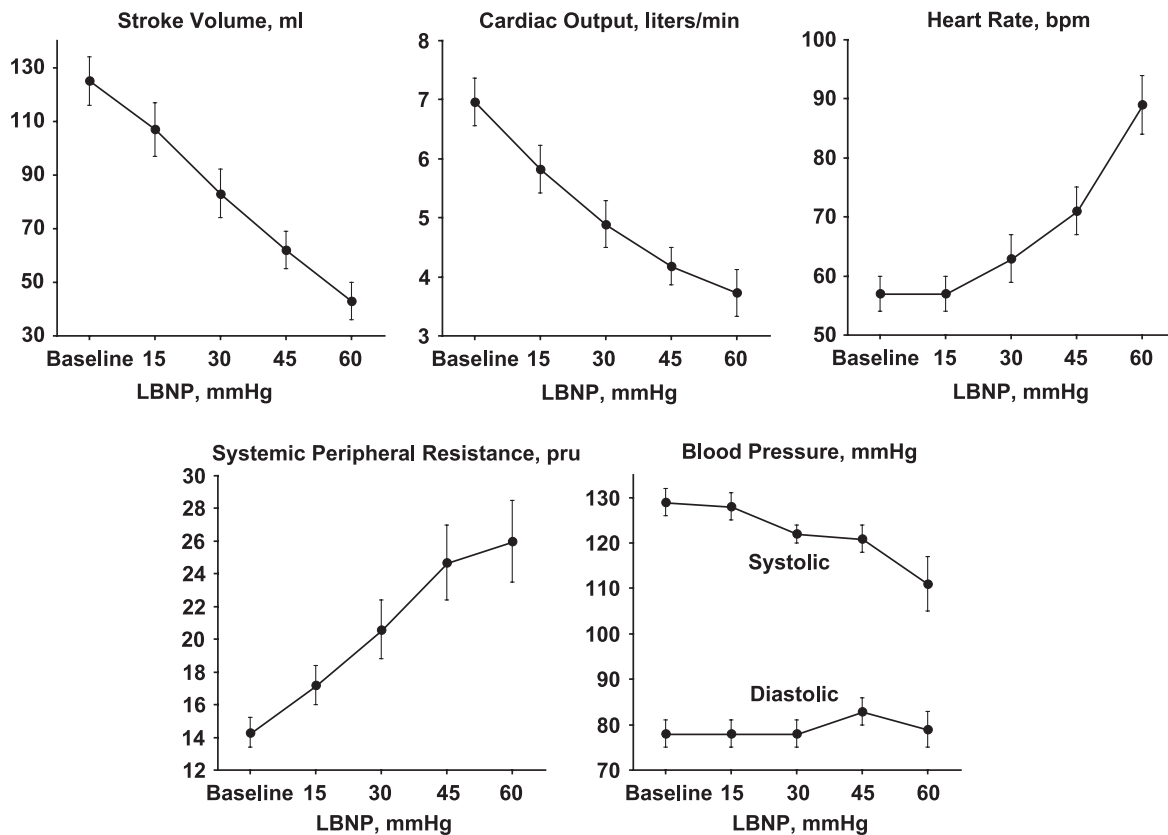 Stroke Volume, ml
130
110
90
70
50
30
Baseline 15 30 45 60
LBNP, mmHg
Cardiac Output, liters/min
8
7
6
5
4
3
Baseline 15 30 45 60
LBNP, mmHg
Heart Rate, bpm
100
90
80
70
60
50
Baseline 15 30 45 60
LBNP, mmHg
Systemic Peripheral Resistance, pru
28
26
24
22
20
18
16
14
12
Baseline 15 30 45 60
LBNP, mmHg
Blood Pressure, mmHg
130
120
110
100
90
80
70
Systolic
Diastolic
Baseline 15 30 45 60
LBNP, mmHg